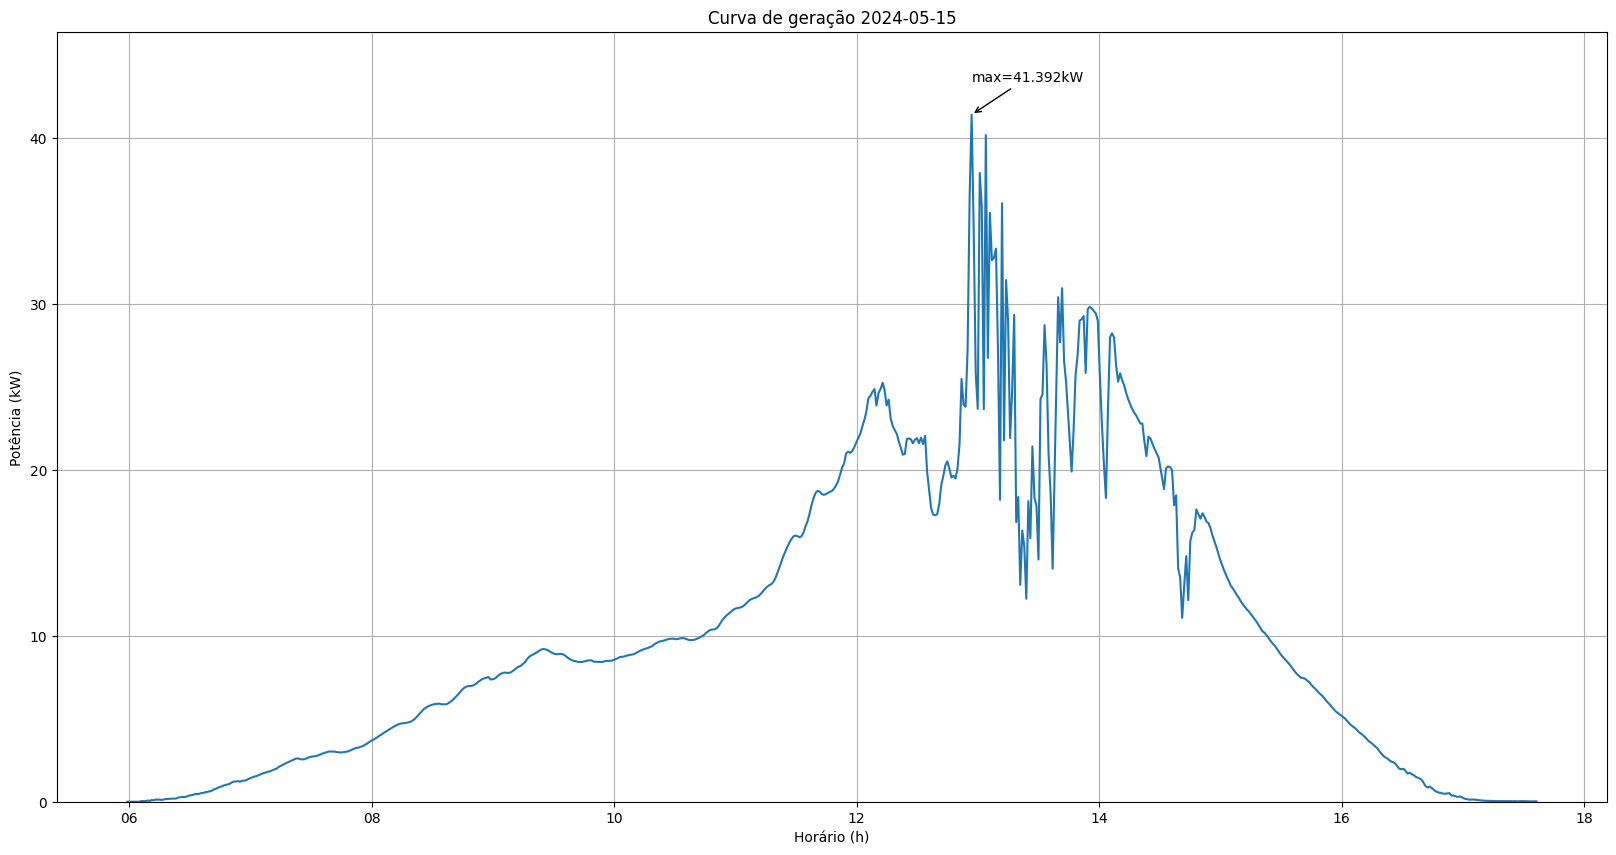 Curva de geração 2024-05-15
max=41.392kW
Potência (kW)
40
30
20
10
0
06 08 10 12 14 16 18
Horário (h)